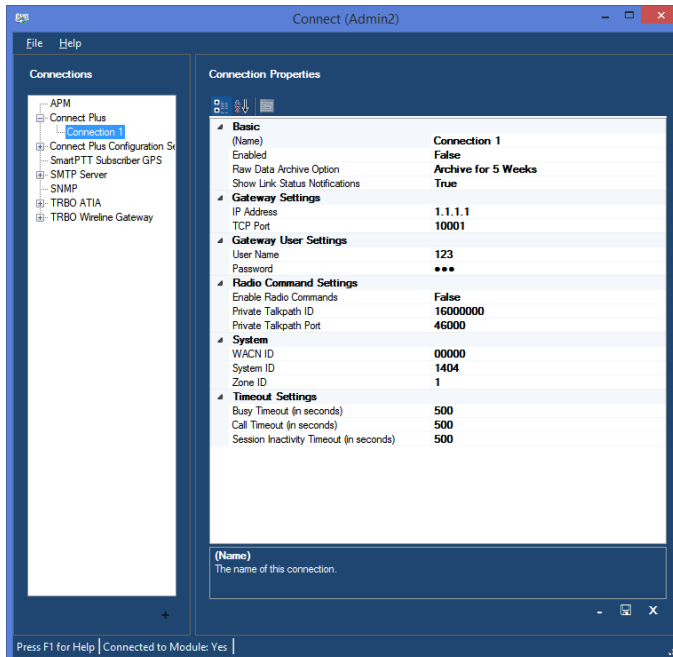 Connect (Admin2)
File Help
Connections
Connection Properties
APM
Connect Plus
Connection 1
Connect Plus Configuration Se
SmartPTT Subscriber GPS
SMTP Server
SNMP
TRBO ATIA
TRBO Wireline Gateway
Basic
(Name) Connection 1
Enabled False
Raw Data Archive Option Archive for 5 Weeks
Show Link Status Notifications True
Gateway Settings
IP Address 1.1.1.1
TCP Port 10001
Gateway User Settings
User Name 123
Password ●●●
Radio Command Settings
Enable Radio Commands False
Private Talkpath ID 16000000
Private Talkpath Port 46000
System
WACN ID 00000
System ID 1404
Zone ID 1
Timeout Settings
Busy Timeout (in seconds) 500
Call Timeout (in seconds) 500
Session Inactivity Timeout (in seconds) 500
(Name)
The name of this connection.
Press F1 for Help Connected to Module: Yes